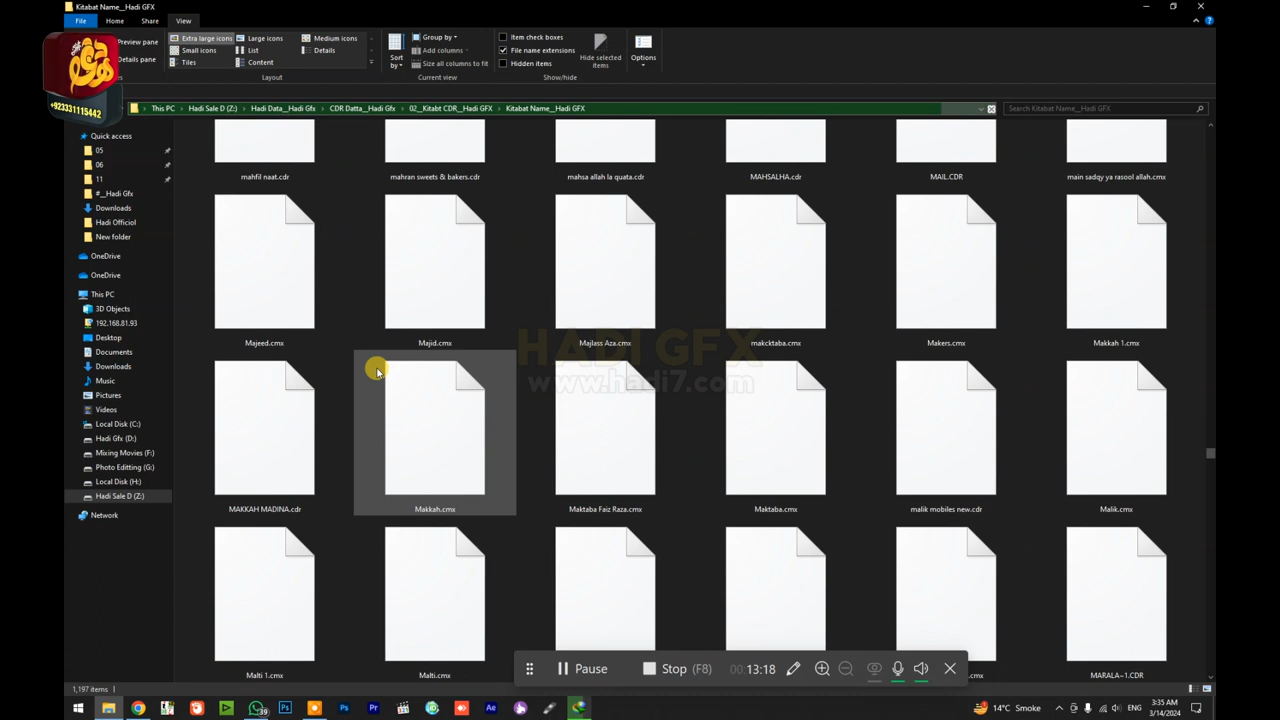 Kitabat Name__Hadi GFX
File Home Share View
Preview pane
Details pane
Extra large icons Large icons Medium icons
Small icons List Details
Tiles Content
Layout
Sort by
Group by
Add columns
Size all columns to fit
Current view
Item check boxes
File name extensions
Hidden items
Hide selected items
Show/hide
Options
+923331115442
This PC Hadi Sale D (Z:) Hadi Data__Hadi Gfx CDR Datta__Hadi Gfx 02__Kitabt CDR__Hadi GFX Kitabat Name__Hadi GFX
Search Kitabat Name__Hadi GFX
Quick access
05
06
11
#__Hadi Gfx
Downloads
Hadi Officiol
New folder
OneDrive
OneDrive
This PC
3D Objects
192.168.81.93
Desktop
Documents
Downloads
Music
Pictures
Videos
Local Disk (C:)
Hadi Gfx (D:)
Mixing Movies (F:)
Photo Editting (G:)
Local Disk (H:)
Hadi Sale D (Z:)
Network
mahfil naat.cdr mahran sweets & bakers.cdr mahsa allah la quata.cdr MAHSALHA.cdr MAIL.CDR main sadqy ya rasool allah.cmx
Majeed.cmx Majid.cmx Majlass Aza.cmx makcktaba.cmx Makers.cmx Makkah 1.cmx
HADI GFX
www.hadi7.com
MAKKAH MADINA.cdr Makkah.cmx Maktaba Faiz Raza.cmx Maktaba.cmx malik mobiles new.cdr Malik.cmx
Malti 1.cmx Malti.cmx MARALA~1.CDR
Pause Stop (F8) 00:13:18
1,197 items
39
14°C Smoke ENG
3:35 AM
3/14/2024